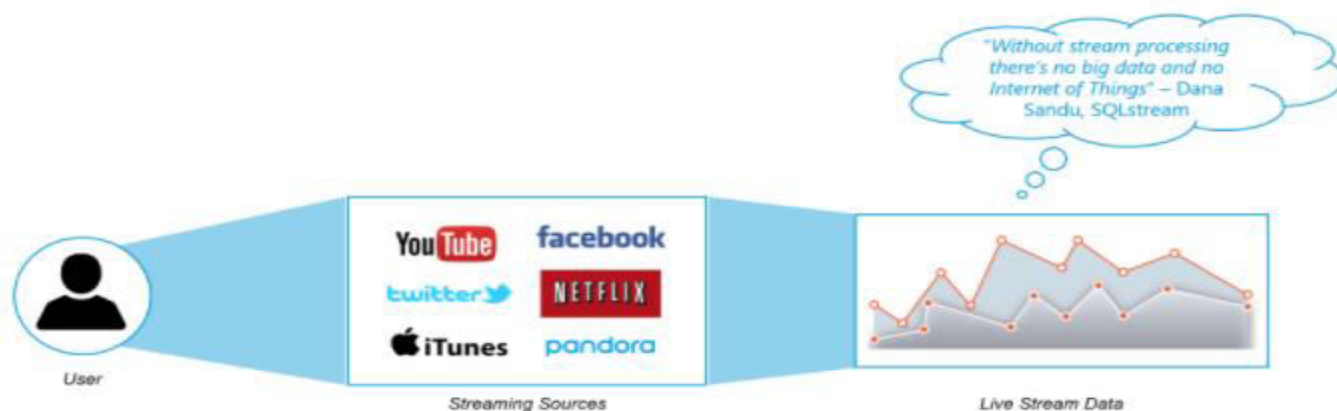 "Without stream processing
there's no big data and no
Internet of Things" – Dana
Sandu, SQLstream
YouTube facebook
twitter NETFLIX
iTunes pandora
User
Streaming Sources
Live Stream Data